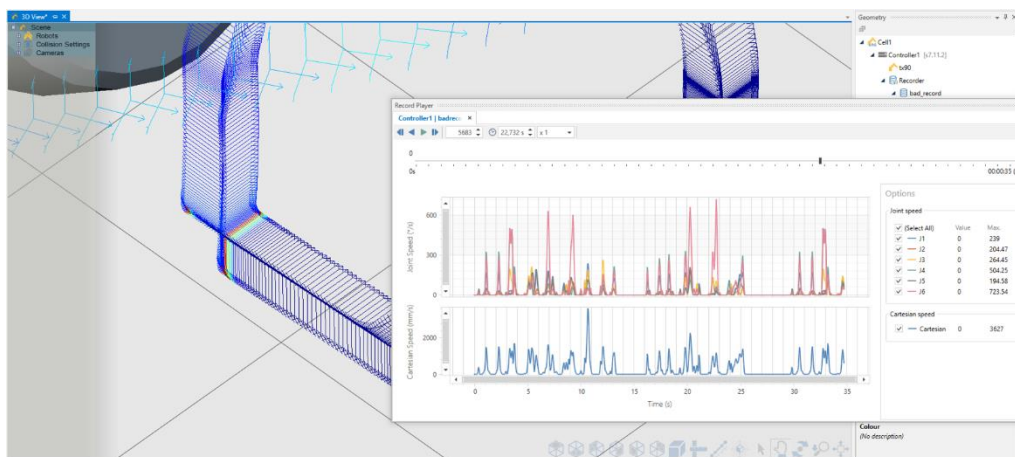 3D View*
Scene
Robots
Collision Settings
Cameras
Geometry
Cell1
Controller1 [s7.11.2]
tx90
Recorder
bad_record
Record Player
Controller1 | badrec
5683
22,732 s
x 1
0
0s
00:00:35
600
300
0
Joint Speed (°/s)
2000
0
Cartesian Speed (mm/s)
0
5
10
15
20
25
30
35
Time (s)
Options
Joint speed
(Select All) Value Max.
J1 0 239
J2 0 204.47
J3 0 264.45
J4 0 504.25
J5 0 194.58
J6 0 723.54
Cartesian speed
Cartesian 0 3627
Colour
(No description)